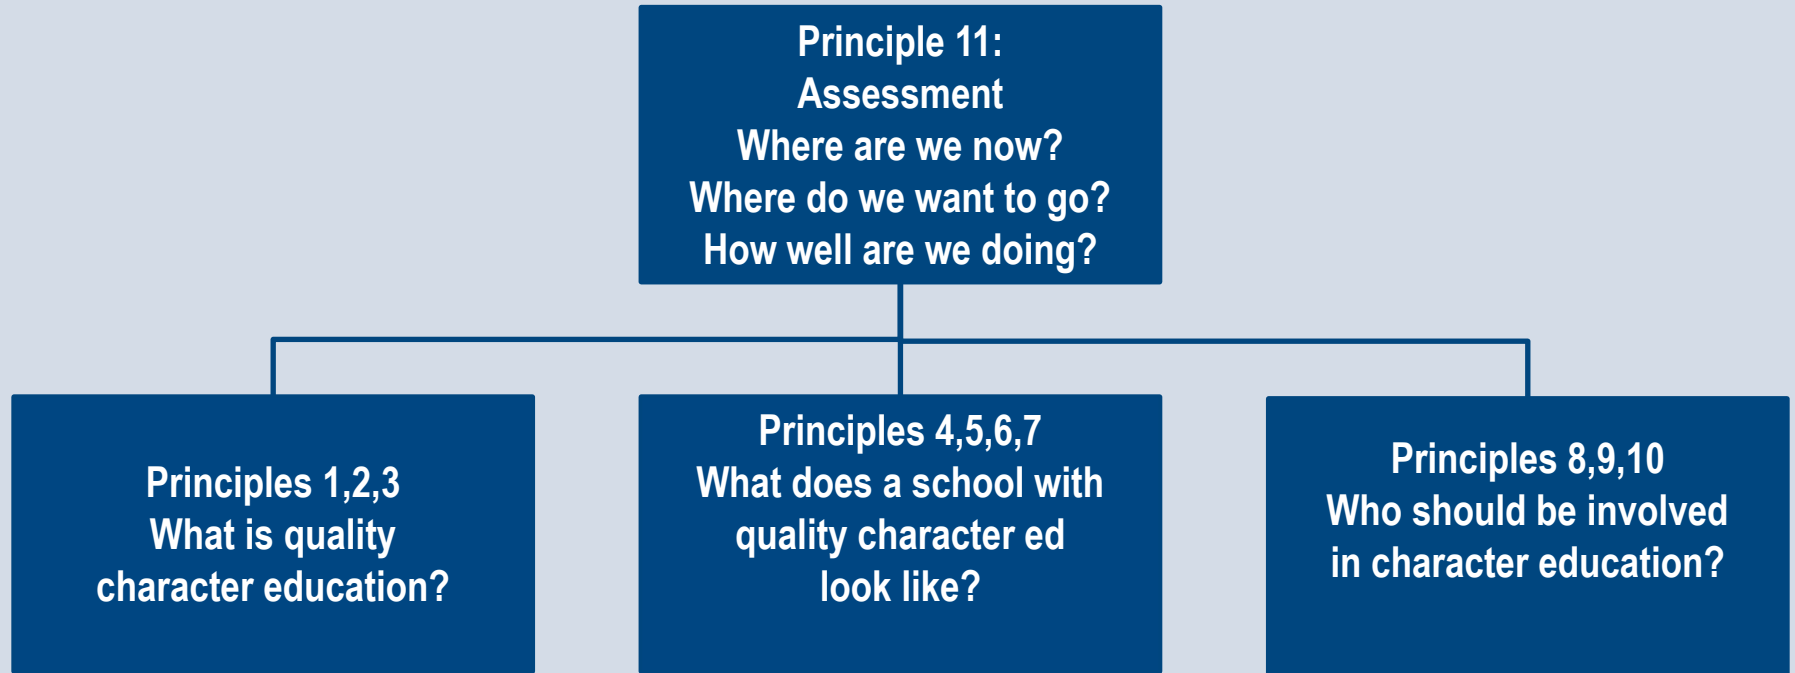 Principle 11:
Assessment
Where are we now?
Where do we want to go?
How well are we doing?
Principles 1,2,3
What is quality
character education?
Principles 4,5,6,7
What does a school with
quality character ed
look like?
Principles 8,9,10
Who should be involved
in character education?